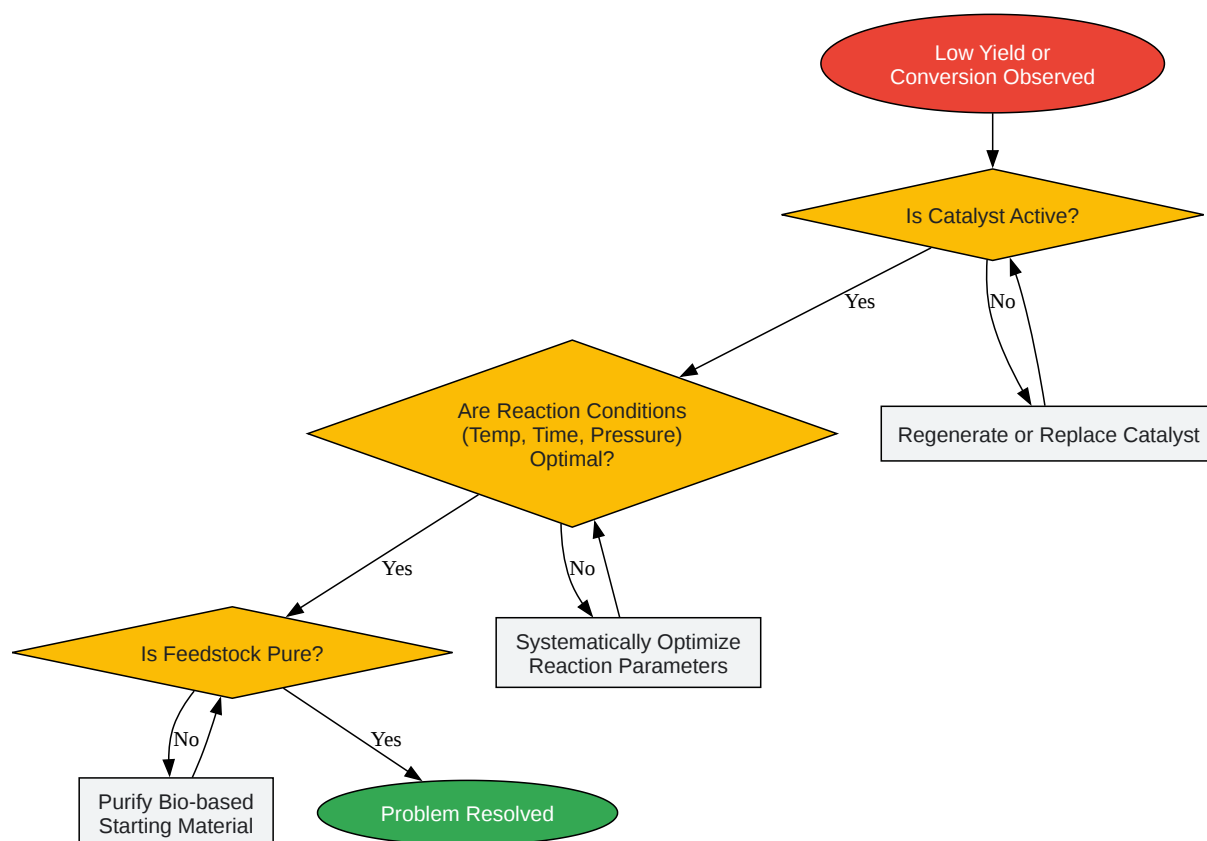 Low Yield or
Conversion Observed
Is Catalyst Active?
Yes
No
Are Reaction Conditions
(Temp, Time, Pressure)
Optimal?
Regenerate or Replace Catalyst
Yes
No
Is Feedstock Pure?
Systematically Optimize
Reaction Parameters
No
Yes
Purify Bio-based
Starting Material
Problem Resolved